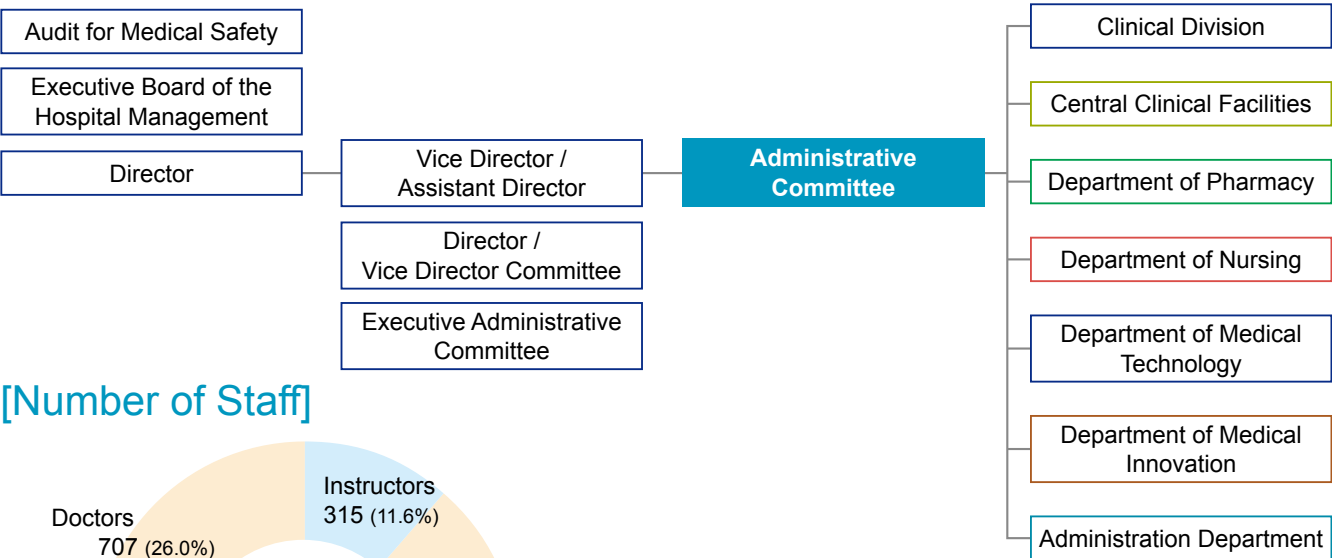 Audit for Medical Safety
Executive Board of the
Hospital Management
Director
Vice Director /
Assistant Director
Director /
Vice Director Committee
Executive Administrative
Committee
Administrative
Committee
Clinical Division
Central Clinical Facilities
Department of Pharmacy
Department of Nursing
Department of Medical
Technology
Department of Medical
Innovation
Administration Department
[Number of Staff]
Instructors
315 (11.6%)
Doctors
707 (26.0%)